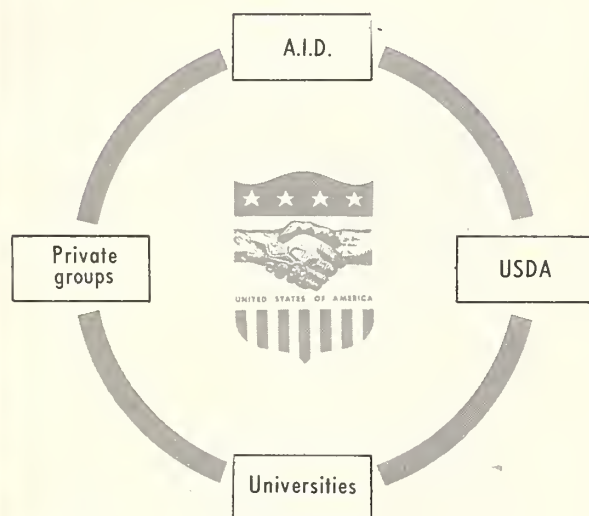 A.I.D.
Private
groups
USDA
UNITED STATES OF AMERICA
Universities